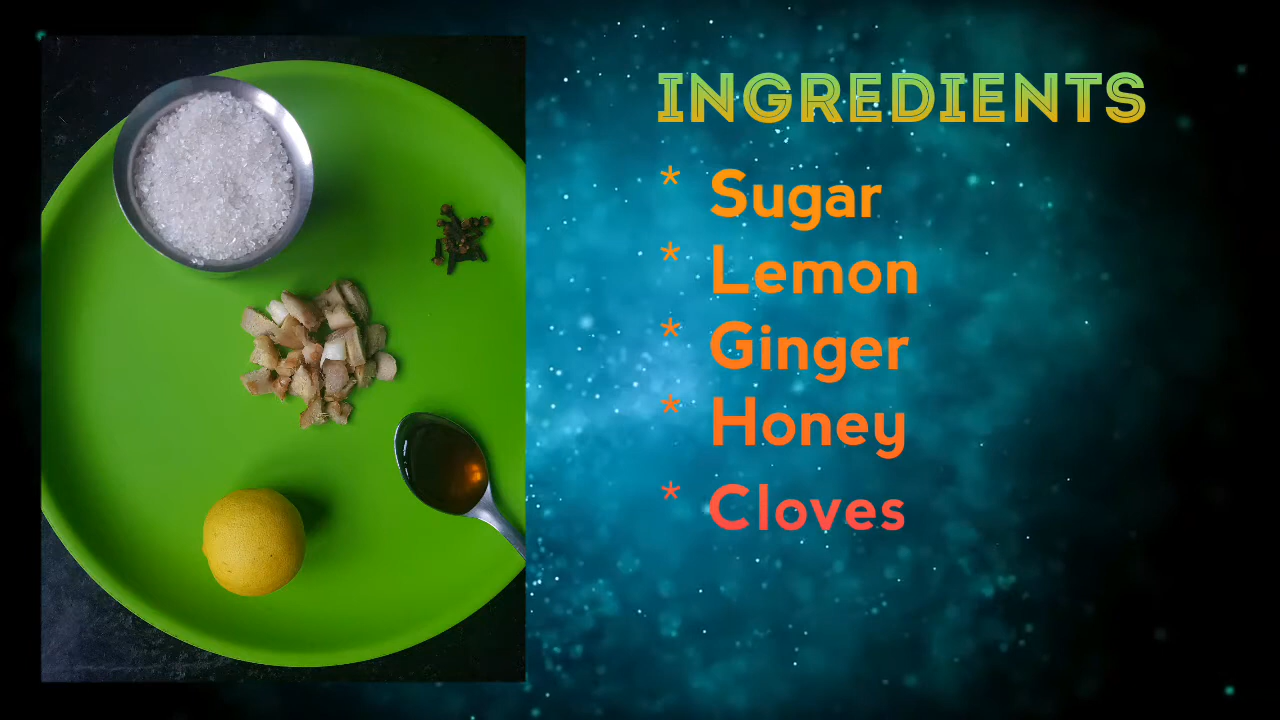 INGREDIENTS
* Sugar
* Lemon
* Ginger
* Honey
* Cloves